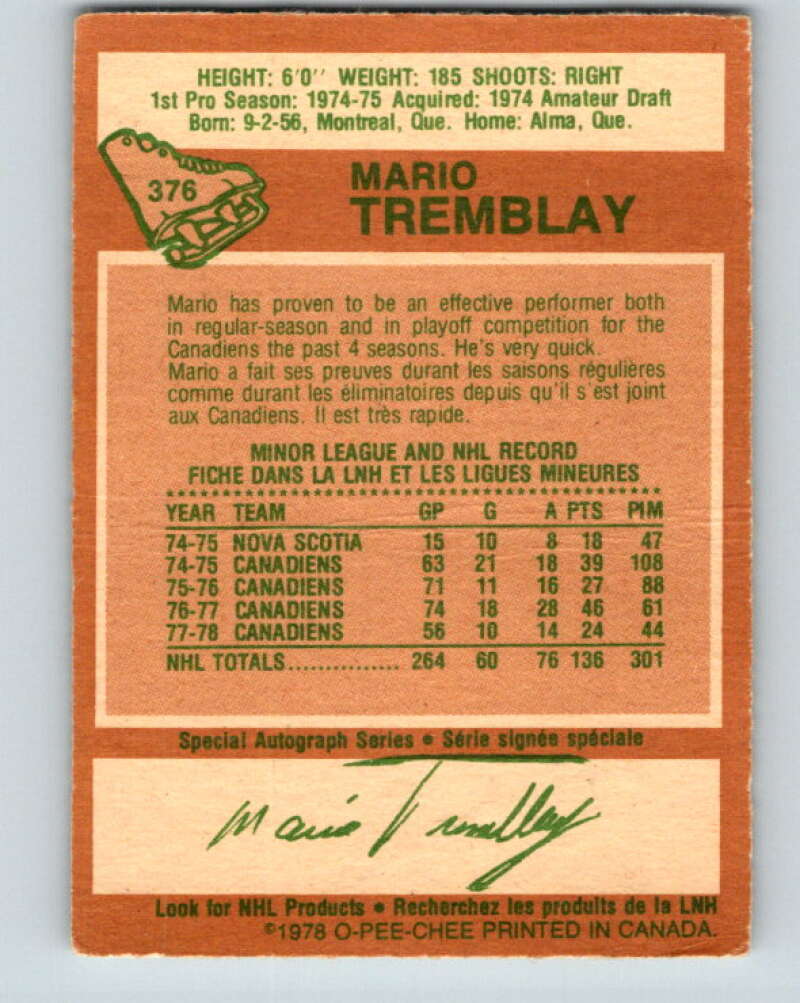 HEIGHT: 6'0'' WEIGHT: 185 SHOOTS: RIGHT
1st Pro Season: 1974-75 Acquired: 1974 Amateur Draft
Born: 9-2-56, Montreal, Que. Home: Alma, Que.
376
MARIO
TREMBLAY
Mario has proven to be an effective performer both
in regular-season and in playoff competition for the
Canadiens the past 4 seasons. He's very quick.
Mario a fait ses preuves durant les saisons régulières
comme durant les éliminatoires depuis qu'il s'est joint
aux Canadiens. Il est très rapide.
MINOR LEAGUE AND NHL RECORD
FICHE DANS LA LNH ET LES LIGUES MINEURES
YEAR TEAM GP G A PTS PIM
74-75 NOVA SCOTIA 15 10 8 18 47
74-75 CANADIENS 63 21 18 39 108
75-76 CANADIENS 71 11 16 27 88
76-77 CANADIENS 74 18 28 46 61
77-78 CANADIENS 56 10 14 24 44
NHL TOTALS............... 264 60 76 136 301
Special Autograph Series • Série signée spéciale
Mario Tremblay
Look for NHL Products • Recherchez les produits de la LNH
©1978 O-PEE-CHEE PRINTED IN CANADA.